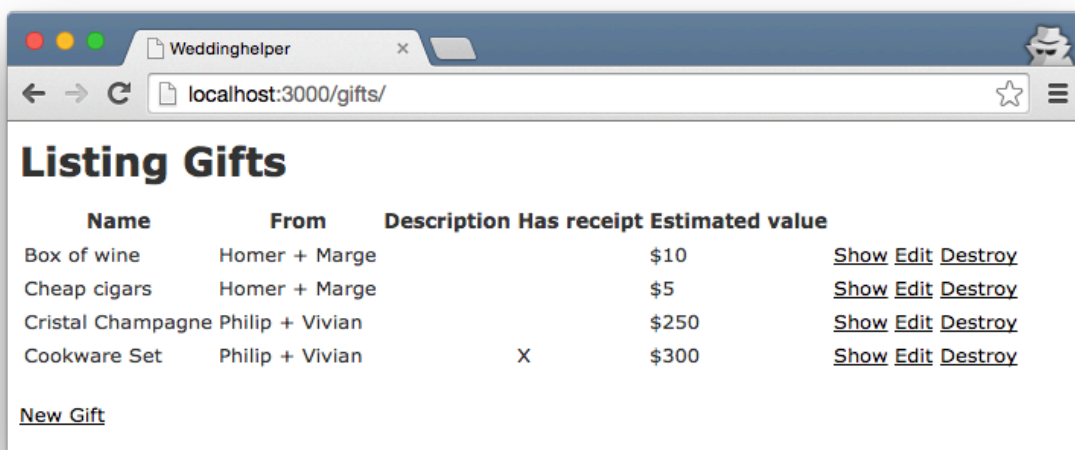 Weddinghelper
localhost:3000/gifts/
Listing Gifts
Name From Description Has receipt Estimated value
Box of wine Homer + Marge $10 Show Edit Destroy
Cheap cigars Homer + Marge $5 Show Edit Destroy
Cristal Champagne Philip + Vivian $250 Show Edit Destroy
Cookware Set Philip + Vivian X $300 Show Edit Destroy
New Gift